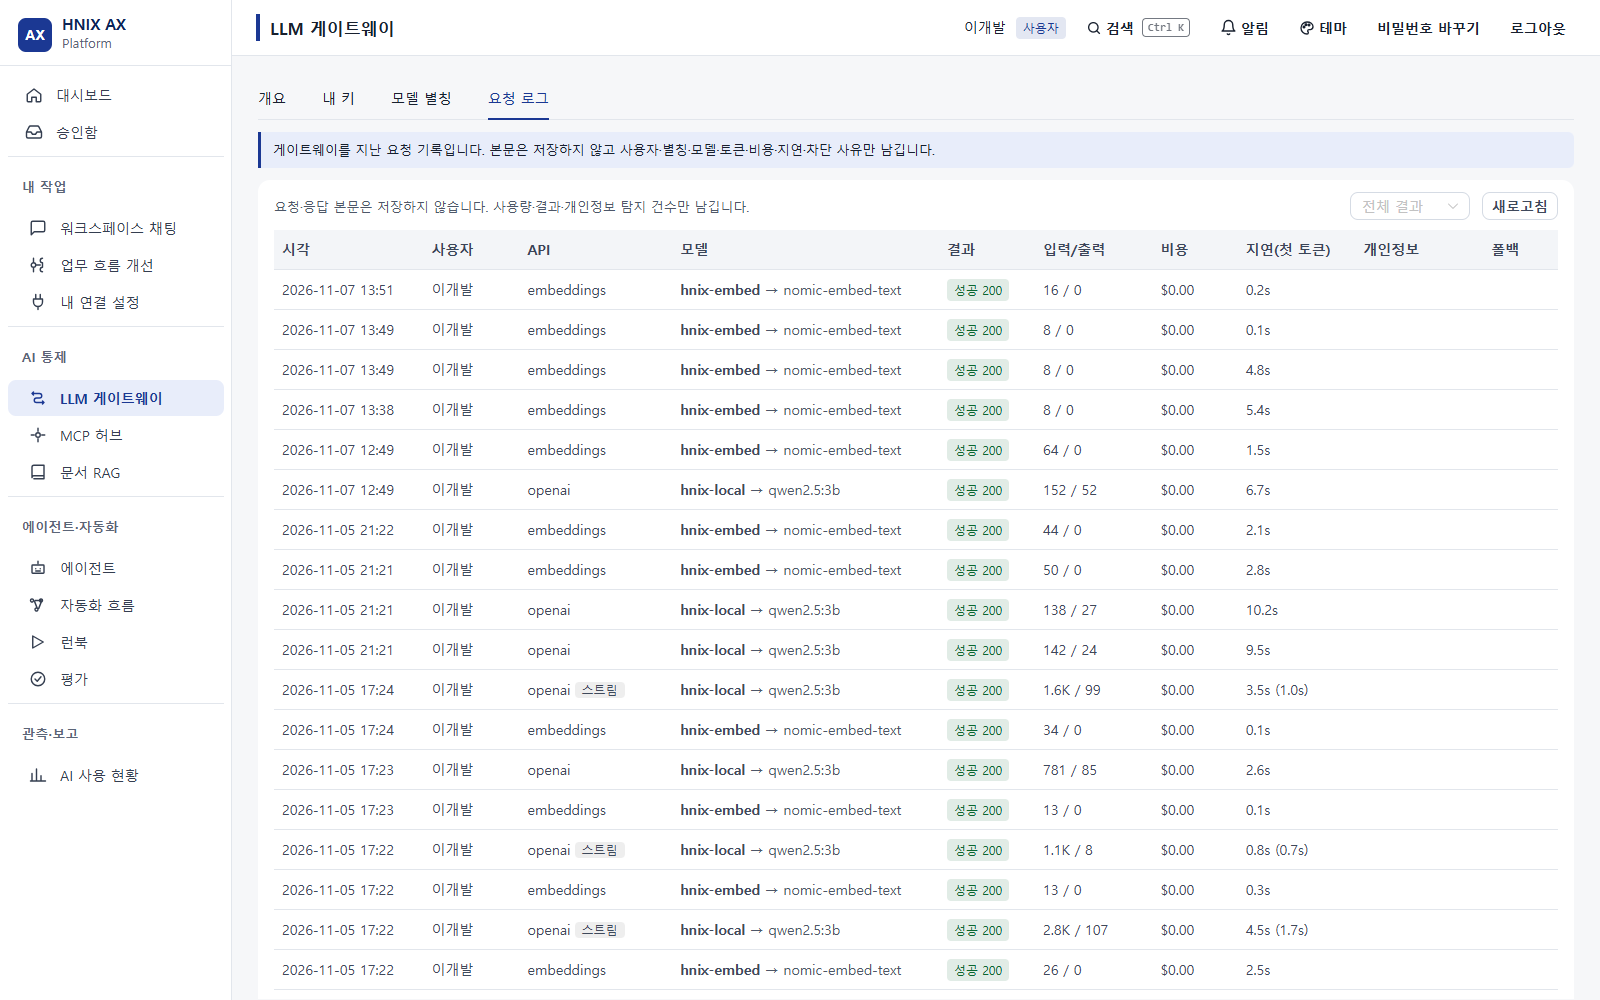 AX
HNIX AX
Platform
대시보드
승인함
내 작업
워크스페이스 채팅
업무 흐름 개선
내 연결 설정
AI 통제
LLM 게이트웨이
MCP 허브
문서 RAG
에이전트·자동화
에이전트
자동화 흐름
런북
평가
관측·보고
AI 사용 현황
LLM 게이트웨이
이개발 사용자 검색 Ctrl K 알림 테마 비밀번호 바꾸기 로그아웃
개요 내 키 모델 별칭 요청 로그
게이트웨이를 지난 요청 기록입니다. 본문은 저장하지 않고 사용자·별칭·모델·토큰·비용·지연·차단 사유만 남깁니다.
요청·응답 본문은 저장하지 않습니다. 사용량·결과·개인정보 탐지 건수만 남깁니다. 전체 결과 새로고침
시각 사용자 API 모델 결과 입력/출력 비용 지연(첫 토큰) 개인정보 폴백
2026-11-07 13:51 이개발 embeddings hnix-embed → nomic-embed-text 성공 200 16 / 0 $0.00 0.2s
2026-11-07 13:49 이개발 embeddings hnix-embed → nomic-embed-text 성공 200 8 / 0 $0.00 0.1s
2026-11-07 13:49 이개발 embeddings hnix-embed → nomic-embed-text 성공 200 8 / 0 $0.00 4.8s
2026-11-07 13:38 이개발 embeddings hnix-embed → nomic-embed-text 성공 200 8 / 0 $0.00 5.4s
2026-11-07 12:49 이개발 embeddings hnix-embed → nomic-embed-text 성공 200 64 / 0 $0.00 1.5s
2026-11-07 12:49 이개발 openai hnix-local → qwen2.5:3b 성공 200 152 / 52 $0.00 6.7s
2026-11-05 21:22 이개발 embeddings hnix-embed → nomic-embed-text 성공 200 44 / 0 $0.00 2.1s
2026-11-05 21:21 이개발 embeddings hnix-embed → nomic-embed-text 성공 200 50 / 0 $0.00 2.8s
2026-11-05 21:21 이개발 openai hnix-local → qwen2.5:3b 성공 200 138 / 27 $0.00 10.2s
2026-11-05 21:21 이개발 openai hnix-local → qwen2.5:3b 성공 200 142 / 24 $0.00 9.5s
2026-11-05 17:24 이개발 openai 스트림 hnix-local → qwen2.5:3b 성공 200 1.6K / 99 $0.00 3.5s (1.0s)
2026-11-05 17:24 이개발 embeddings hnix-embed → nomic-embed-text 성공 200 34 / 0 $0.00 0.1s
2026-11-05 17:23 이개발 openai hnix-local → qwen2.5:3b 성공 200 781 / 85 $0.00 2.6s
2026-11-05 17:23 이개발 embeddings hnix-embed → nomic-embed-text 성공 200 13 / 0 $0.00 0.1s
2026-11-05 17:22 이개발 openai 스트림 hnix-local → qwen2.5:3b 성공 200 1.1K / 8 $0.00 0.8s (0.7s)
2026-11-05 17:22 이개발 embeddings hnix-embed → nomic-embed-text 성공 200 13 / 0 $0.00 0.3s
2026-11-05 17:22 이개발 openai 스트림 hnix-local → qwen2.5:3b 성공 200 2.8K / 107 $0.00 4.5s (1.7s)
2026-11-05 17:22 이개발 embeddings hnix-embed → nomic-embed-text 성공 200 26 / 0 $0.00 2.5s